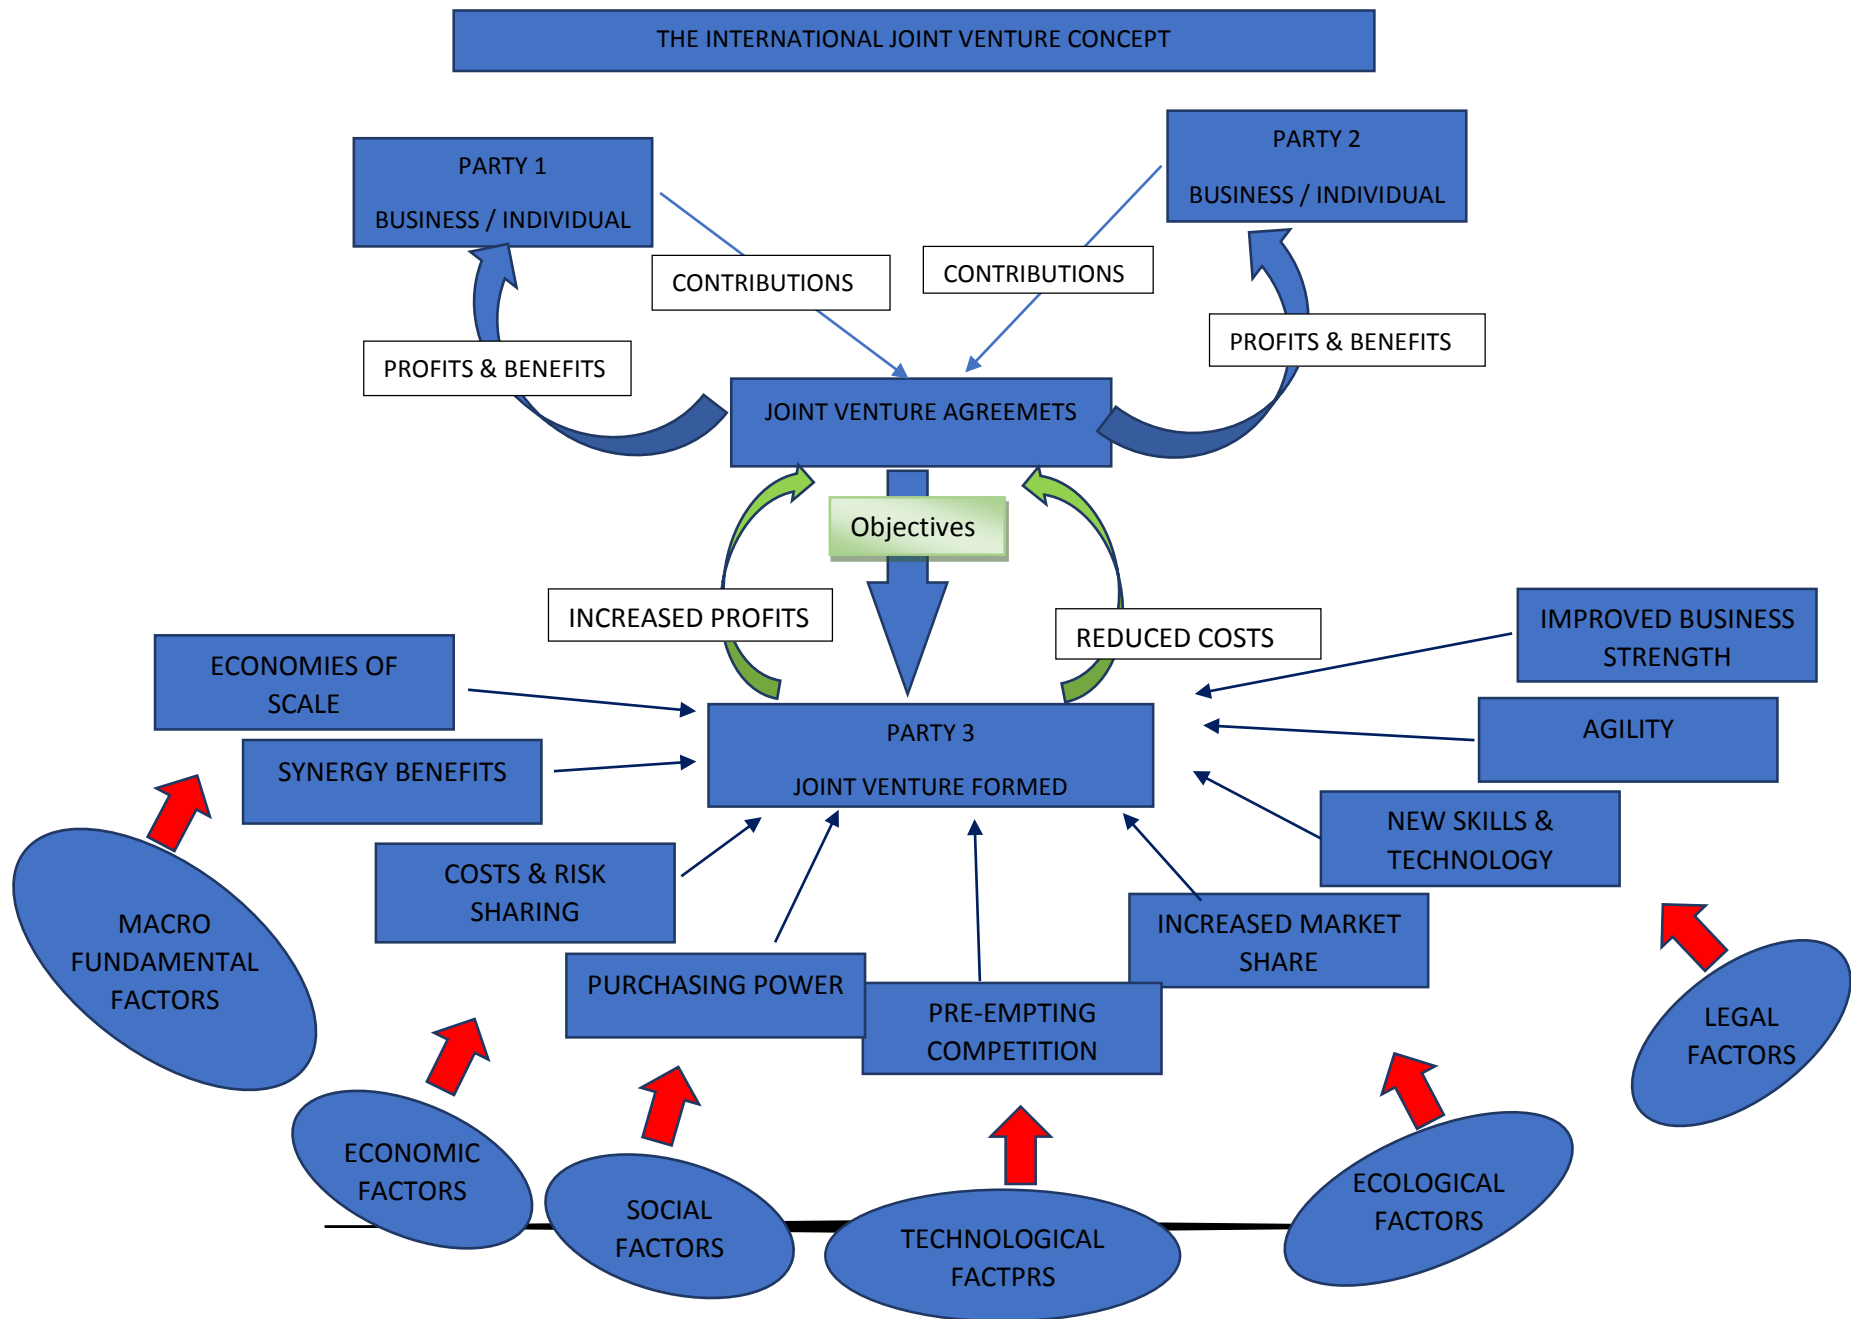 THE INTERNATIONAL JOINT VENTURE CONCEPT
PARTY 1
BUSINESS / INDIVIDUAL
PARTY 2
BUSINESS / INDIVIDUAL
CONTRIBUTIONS
CONTRIBUTIONS
PROFITS & BENEFITS
PROFITS & BENEFITS
JOINT VENTURE AGREEMETS
Objectives
INCREASED PROFITS
REDUCED COSTS
IMPROVED BUSINESS
STRENGTH
ECONOMIES OF
SCALE
AGILITY
SYNERGY BENEFITS
PARTY 3
JOINT VENTURE FORMED
NEW SKILLS &
TECHNOLOGY
COSTS & RISK
SHARING
INCREASED MARKET
SHARE
PURCHASING POWER
PRE-EMPTING
COMPETITION
MACRO
FUNDAMENTAL
FACTORS
LEGAL
FACTORS
ECONOMIC
FACTORS
SOCIAL
FACTORS
TECHNOLOGICAL
FACTPRS
ECOLOGICAL
FACTORS